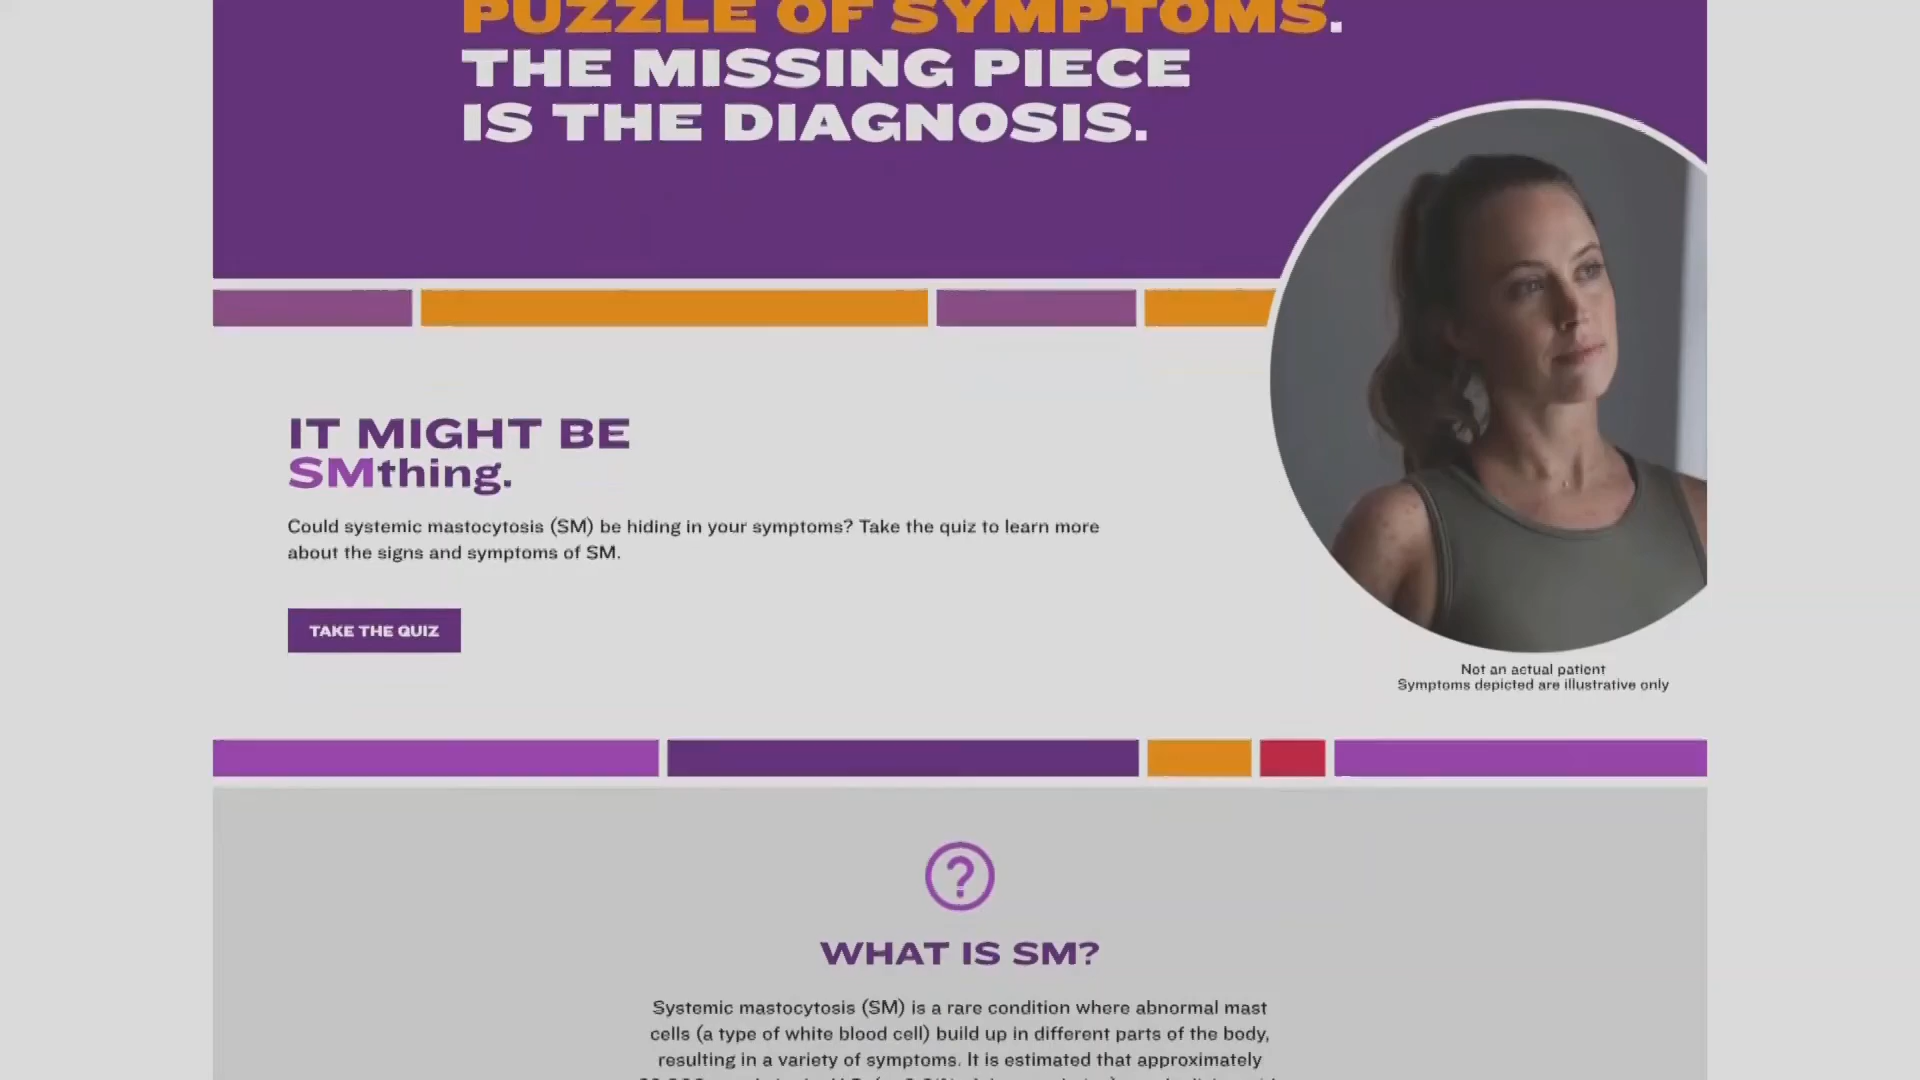 PUZZLE OF SYMPTOMS.
THE MISSING PIECE
IS THE DIAGNOSIS.
IT MIGHT BE
SMthing.
Could systemic mastocytosis (SM) be hiding in your symptoms? Take the quiz to learn more
about the signs and symptoms of SM.
TAKE THE QUIZ
Not an actual patient
Symptoms depicted are illustrative only
?
WHAT IS SM?
Systemic mastocytosis (SM) is a rare condition where abnormal mast
cells (a type of white blood cell) build up in different parts of the body,
resulting in a variety of symptoms. It is estimated that approximately